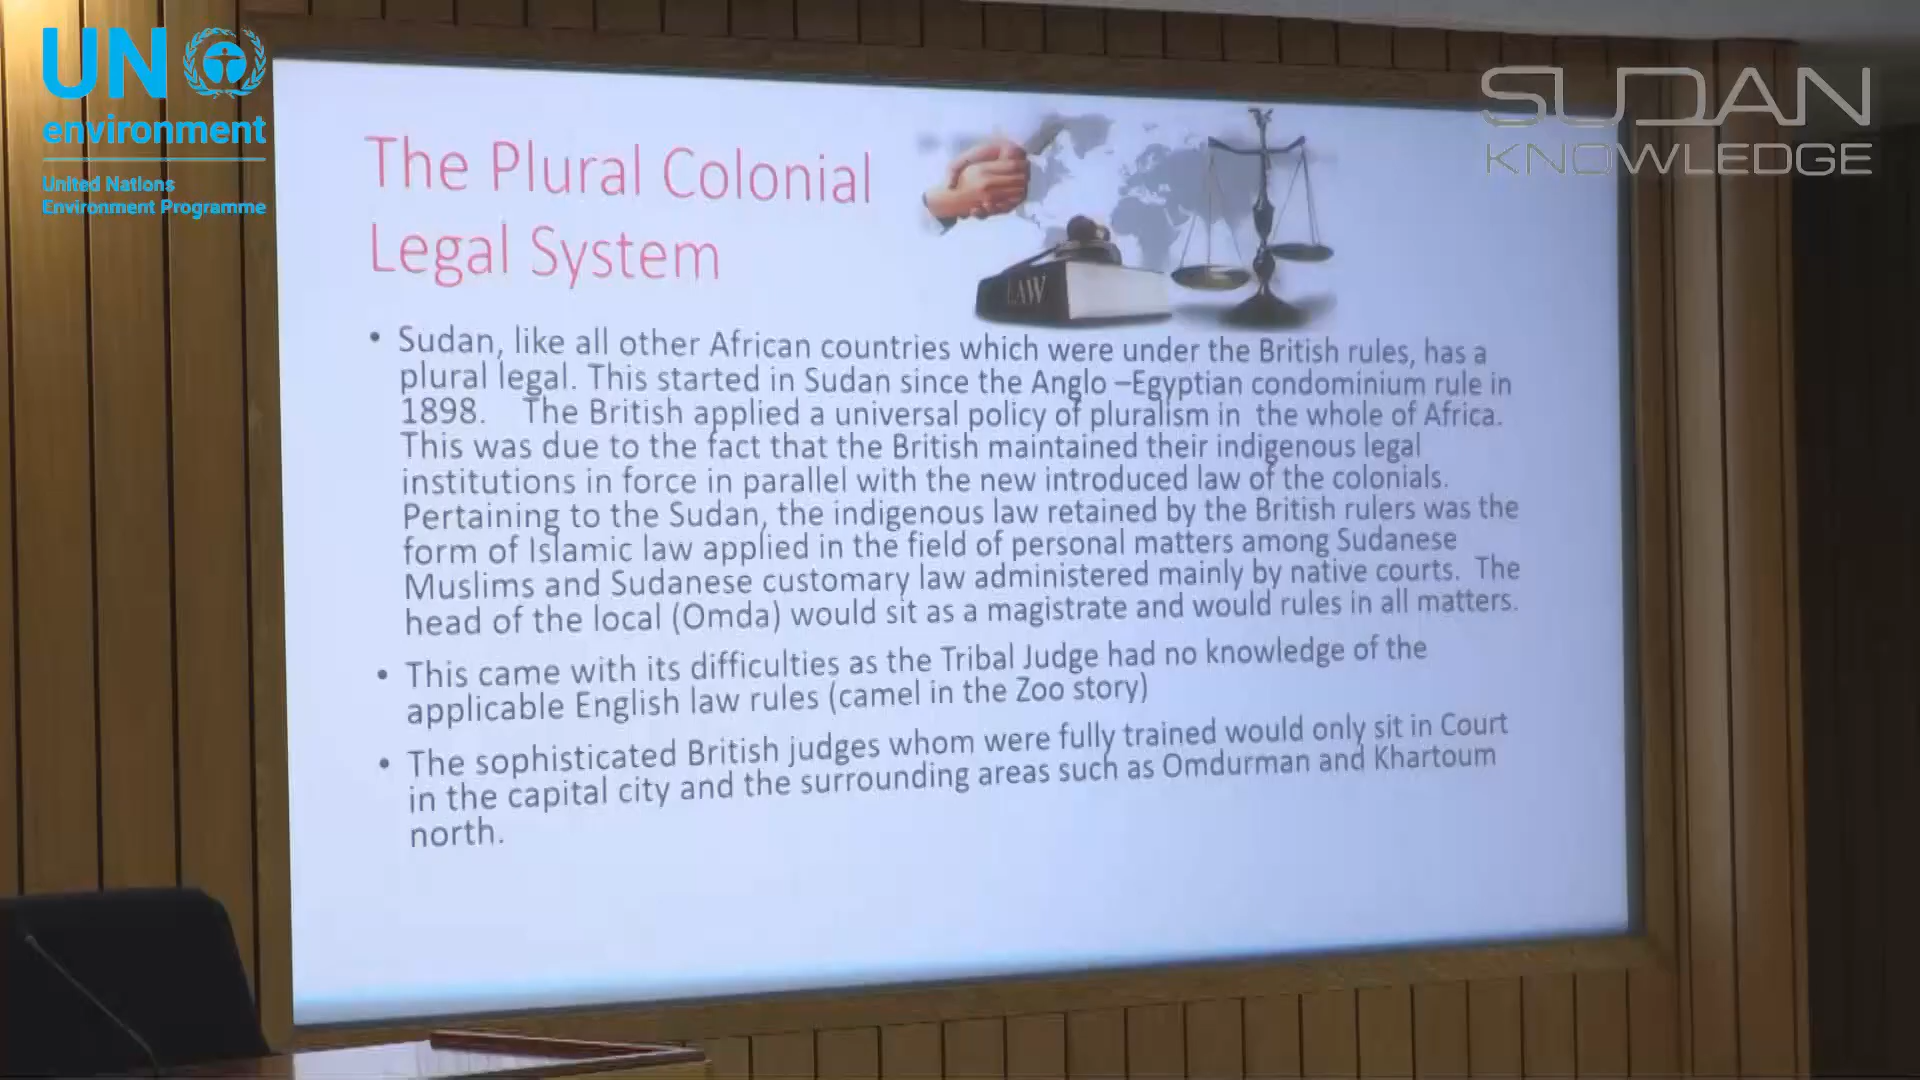 UN
environment
United Nations
Environment Programme
SUDAN
KNOWLEDGE
The Plural Colonial
Legal System
LAW
• Sudan, like all other African countries which were under the British rules, has a
plural legal. This started in Sudan since the Anglo –Egyptian condominium rule in
1898. The British applied a universal policy of pluralism in the whole of Africa.
This was due to the fact that the British maintained their indigenous legal
institutions in force in parallel with the new introduced law of the colonials.
Pertaining to the Sudan, the indigenous law retained by the British rulers was the
form of Islamic law applied in the field of personal matters among Sudanese
Muslims and Sudanese customary law administered mainly by native courts. The
head of the local (Omda) would sit as a magistrate and would rules in all matters.
• This came with its difficulties as the Tribal Judge had no knowledge of the
applicable English law rules (camel in the Zoo story)
• The sophisticated British judges whom were fully trained would only sit in Court
in the capital city and the surrounding areas such as Omdurman and Khartoum
north.